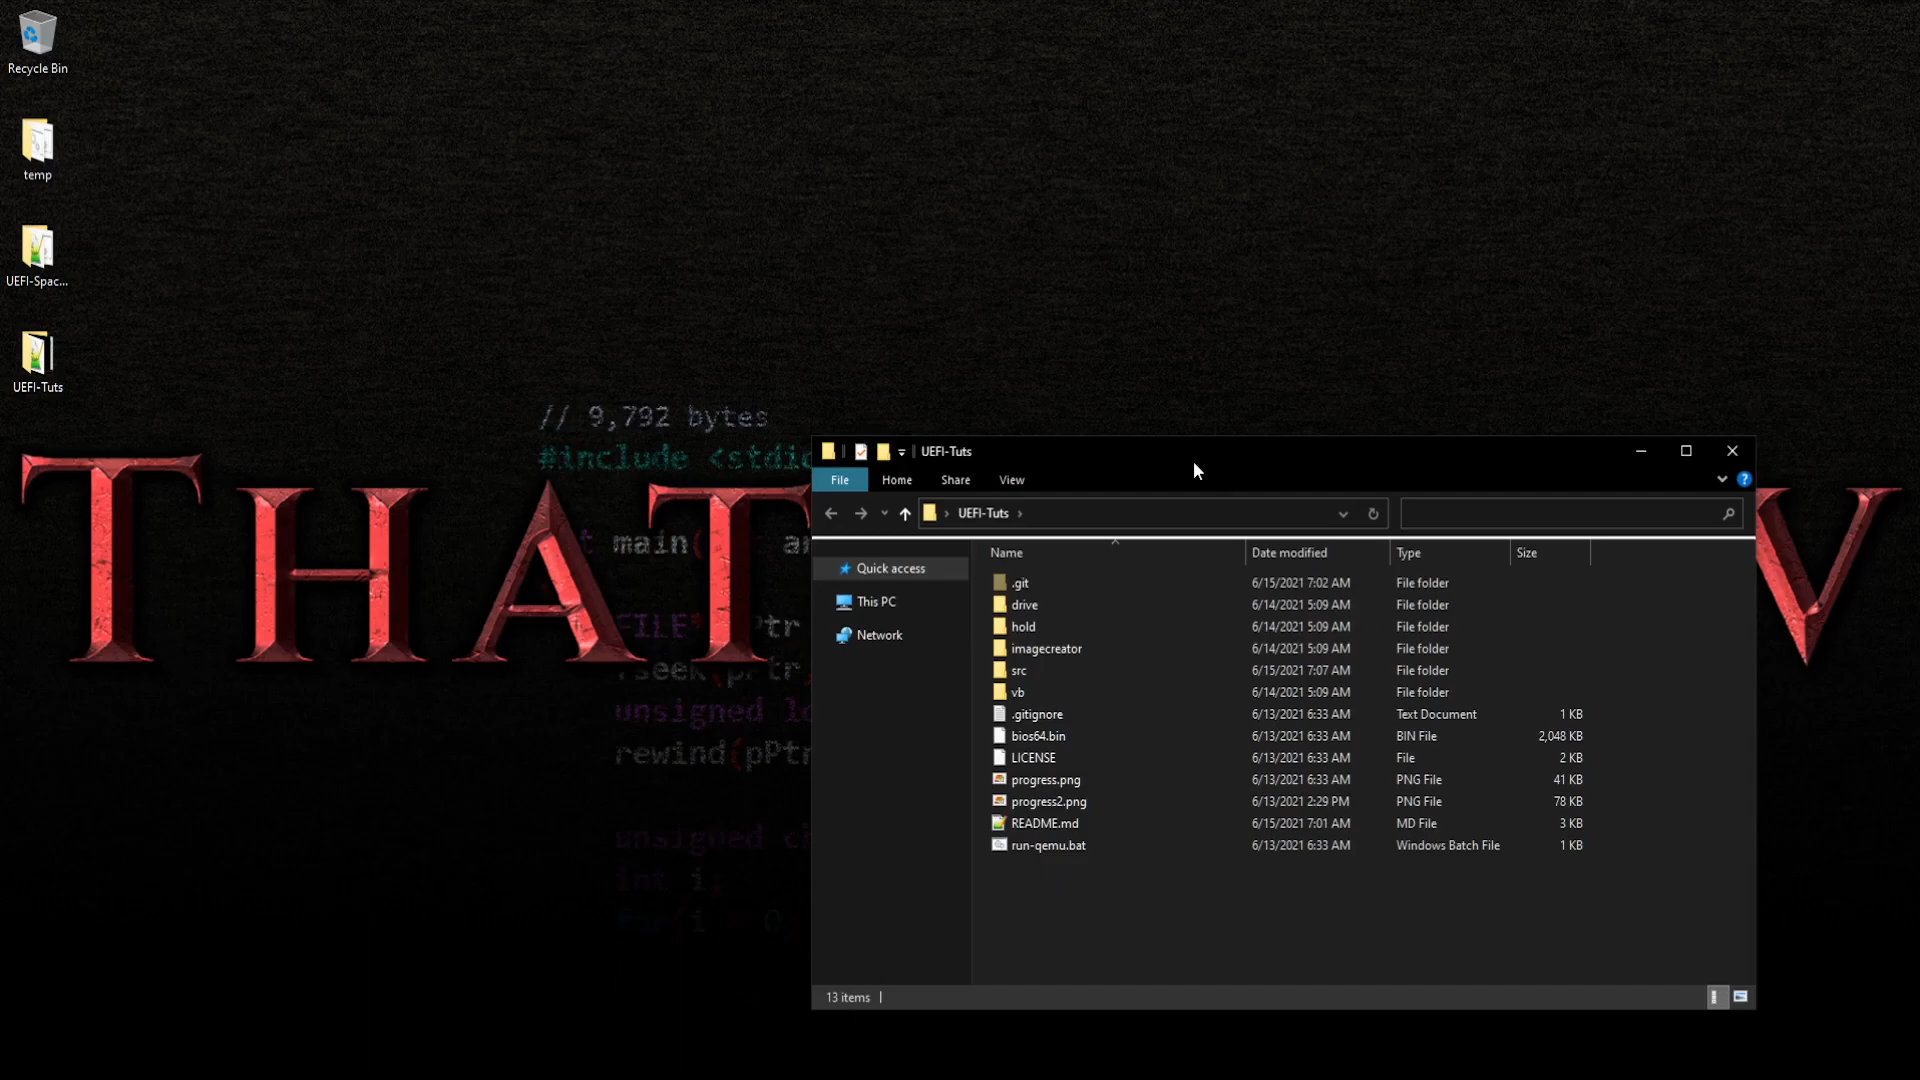 Recycle Bin
temp
UEFI-Spac...
UEFI-Tuts
// 9,792 bytes
#include <stdic
THAT
V
main(
FILE
Ptr
unsigned lo
rewind(pPtr
unsigned ch
int i;
UEFI-Tuts
File Home Share View
UEFI-Tuts
Name Date modified Type Size
Quick access
This PC
Network
.git 6/15/2021 7:02 AM File folder
drive 6/14/2021 5:09 AM File folder
hold 6/14/2021 5:09 AM File folder
imagecreator 6/14/2021 5:09 AM File folder
src 6/15/2021 7:07 AM File folder
vb 6/14/2021 5:09 AM File folder
.gitignore 6/13/2021 6:33 AM Text Document 1 KB
bios64.bin 6/13/2021 6:33 AM BIN File 2,048 KB
LICENSE 6/13/2021 6:33 AM File 2 KB
progress.png 6/13/2021 6:33 AM PNG File 41 KB
progress2.png 6/13/2021 2:29 PM PNG File 78 KB
README.md 6/15/2021 7:01 AM MD File 3 KB
run-qemu.bat 6/13/2021 6:33 AM Windows Batch File 1 KB
13 items